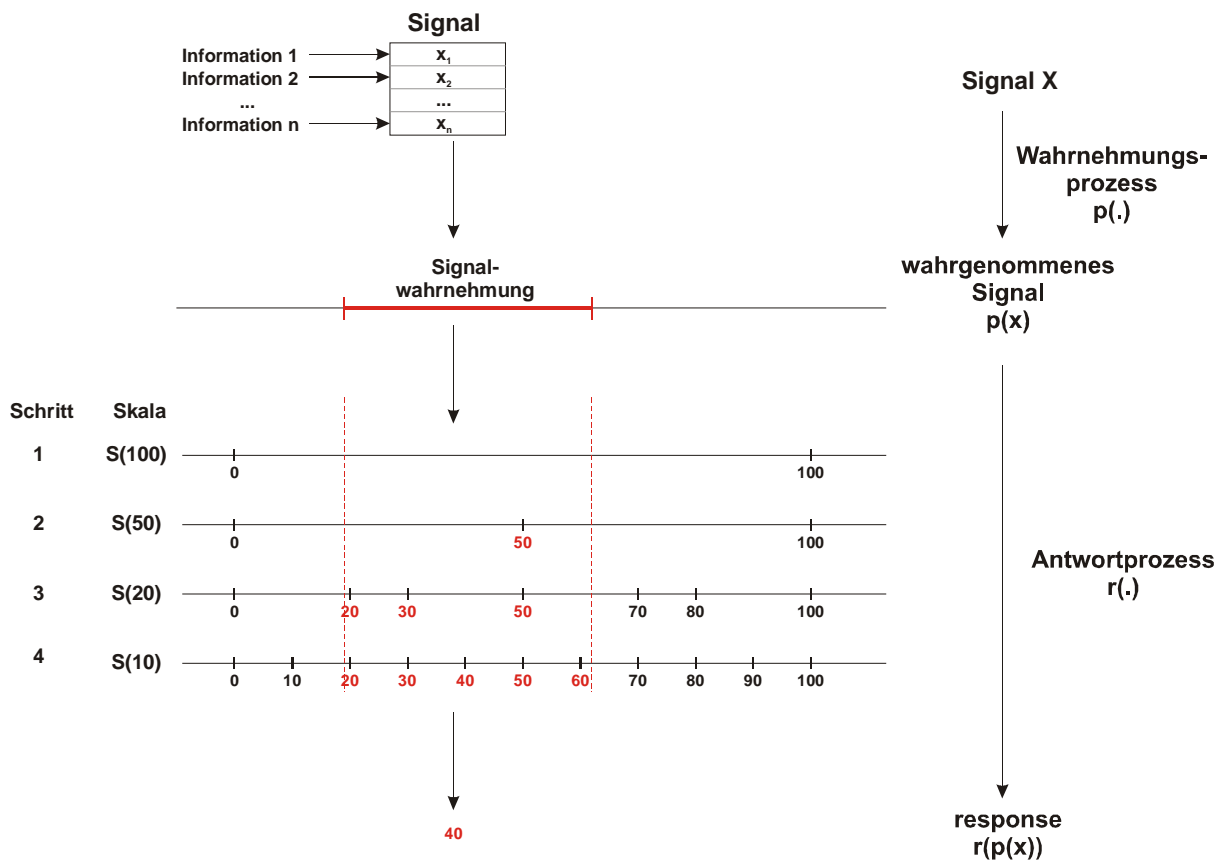 Signal
Information 1
x1
Information 2
x2
...
...
Information n
xn
Signal X
Wahrnehmungs-
prozess
p(.)
Signal-
wahrnehmung
wahrgenommenes
Signal
p(x)
Schritt Skala
1 S(100)
0 100
2 S(50)
0 50 100
3 S(20)
0 20 30 50 70 80 100
4 S(10)
0 10 20 30 40 50 60 70 80 90 100
Antwortprozess
r(.)
40
response
r(p(x))